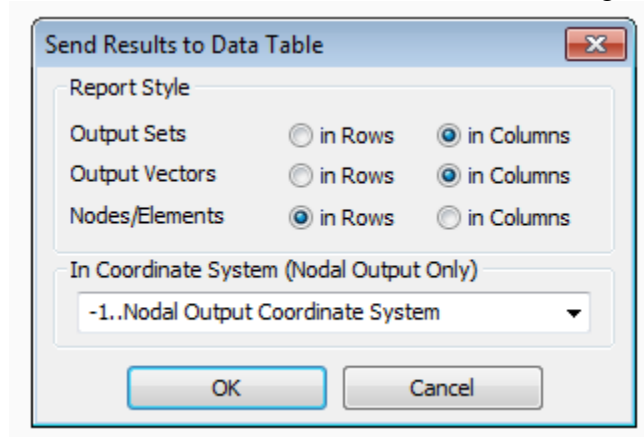 Send Results to Data Table
Report Style
Output Sets in Rows in Columns
Output Vectors in Rows in Columns
Nodes/Elements in Rows in Columns
In Coordinate System (Nodal Output Only)
-1..Nodal Output Coordinate System
OK Cancel